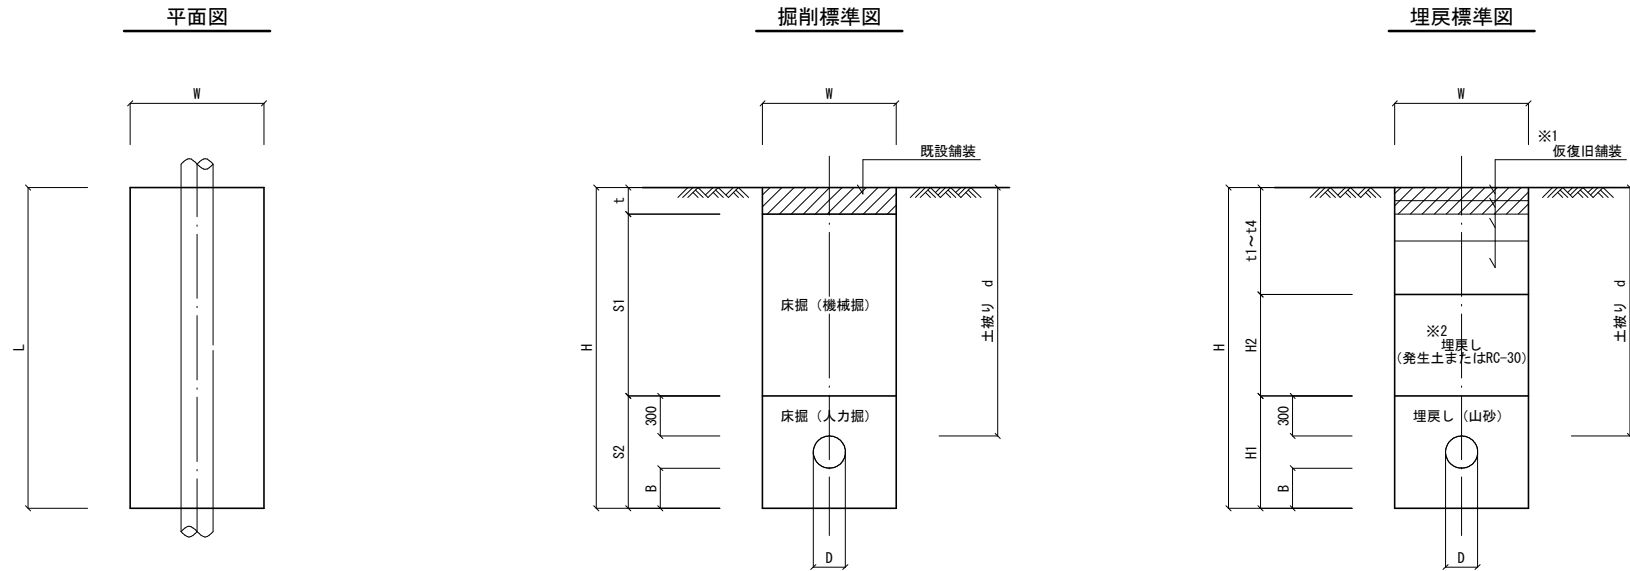 平面図
W
L
掘削標準図
W
既設舗装
t
S1
H
床掘（機械掘）
土被り d
床掘（人力掘）
300
S2
B
D
埋戻標準図
W
※1
仮復旧舗装
t1～t4
H
H2
※2
埋戻し
(発生土またはRC-30)
土被り d
300
埋戻し（山砂）
H1
B
D